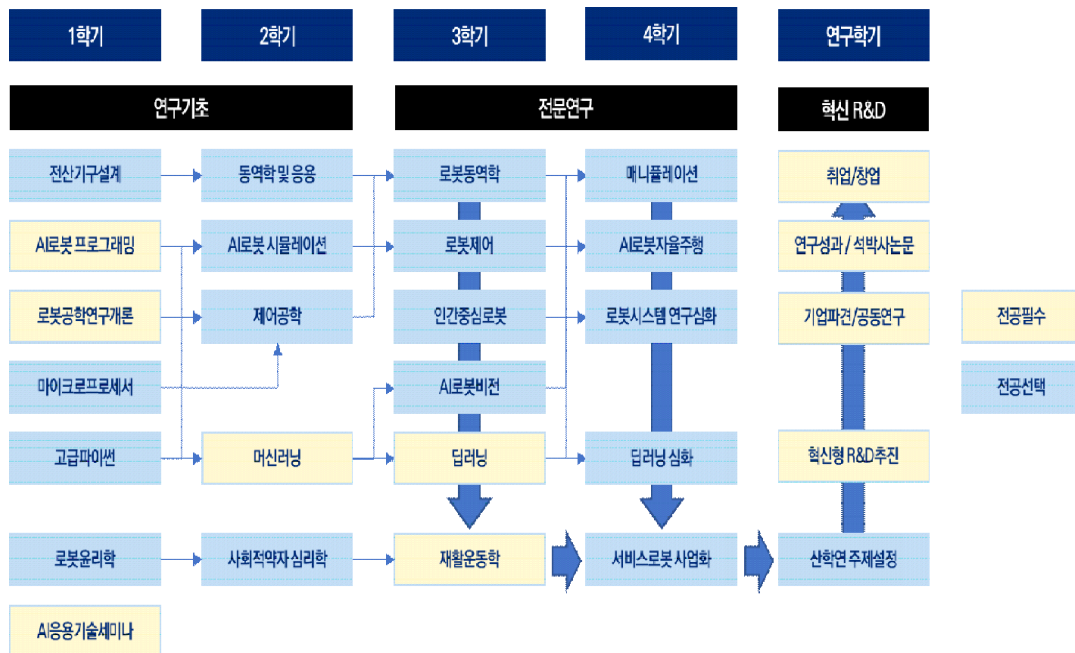 1학기
2학기
3학기
4학기
연구학기
연구기초
전문연구
혁신 R&D
전산기구설계
동역학 및 응용
로봇동역학
매니퓰레이션
취업/창업
AI로봇 프로그래밍
AI로봇 시뮬레이션
로봇제어
AI로봇자율주행
연구성과 / 석박사논문
로봇공학연구개론
제어공학
인간중심로봇
로봇시스템 연구심화
기업파견/공동연구
전공필수
마이크로프로세서
AI로봇비전
전공선택
고급파이썬
머신러닝
딥러닝
딥러닝 심화
혁신형 R&D추진
로봇윤리학
사회적약자 심리학
재활운동학
서비스로봇 사업화
산학연 주제설정
AI응용기술세미나